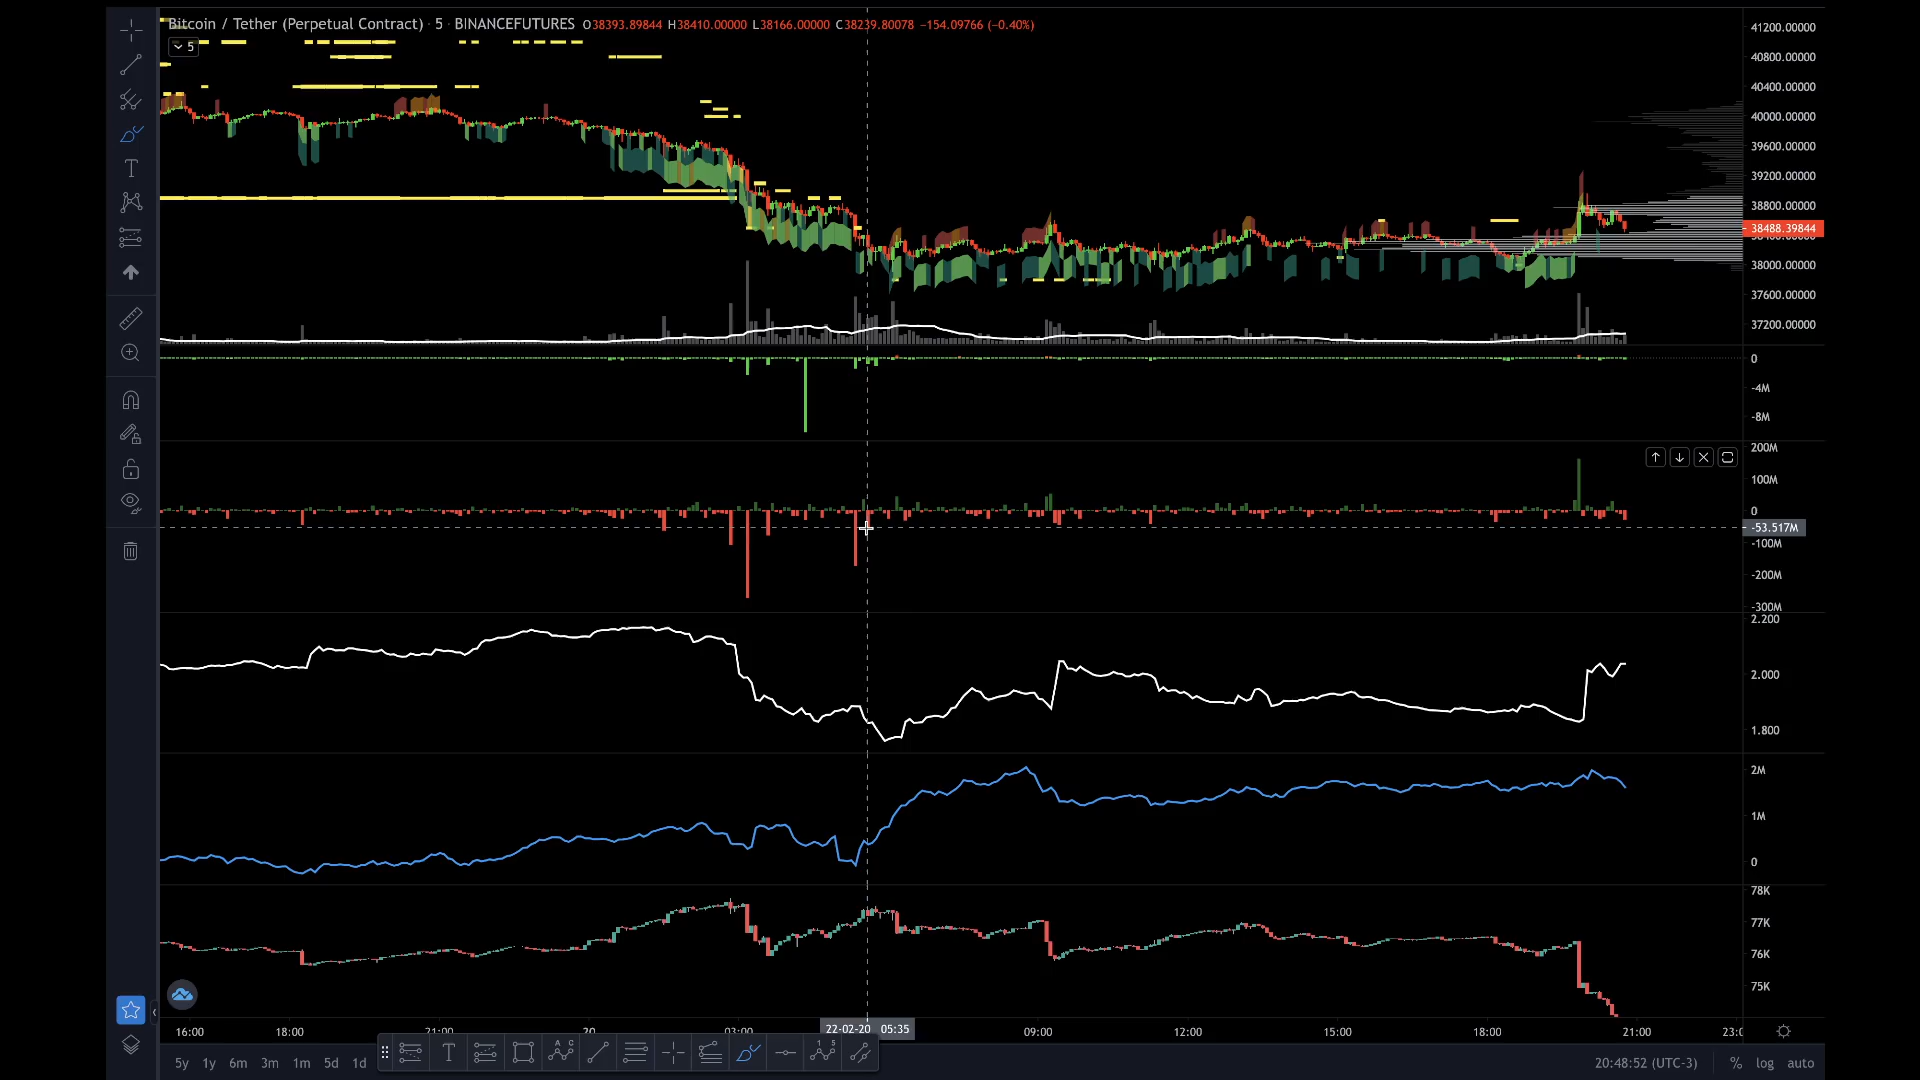 Bitcoin / Tether (Perpetual Contract) · 5 · BINANCEFUTURES O38393.89844 H38410.00000 L38166.00000 C38239.80078 −154.09766 (−0.40%)
5
41200.00000
40800.00000
40400.00000
40000.00000
39600.00000
39200.00000
38800.00000
38488.39844
38000.00000
37600.00000
37200.00000
0
-4M
-8M
200M
100M
0
-53.517M
-100M
-200M
-300M
2.200
2.000
1.800
2M
1M
0
78K
77K
76K
75K
16:00 18:00 21:00 20 03:00 22-02-20 05:35 09:00 12:00 15:00 18:00 21:00
5y 1y 6m 3m 1m 5d 1d 20:48:52 (UTC-3) % log auto